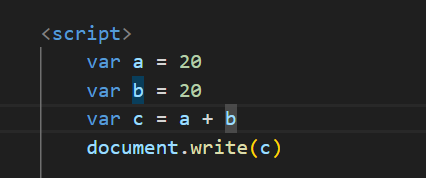 <script>
var a = 20
var b = 20
var c = a + b
document.write(c)